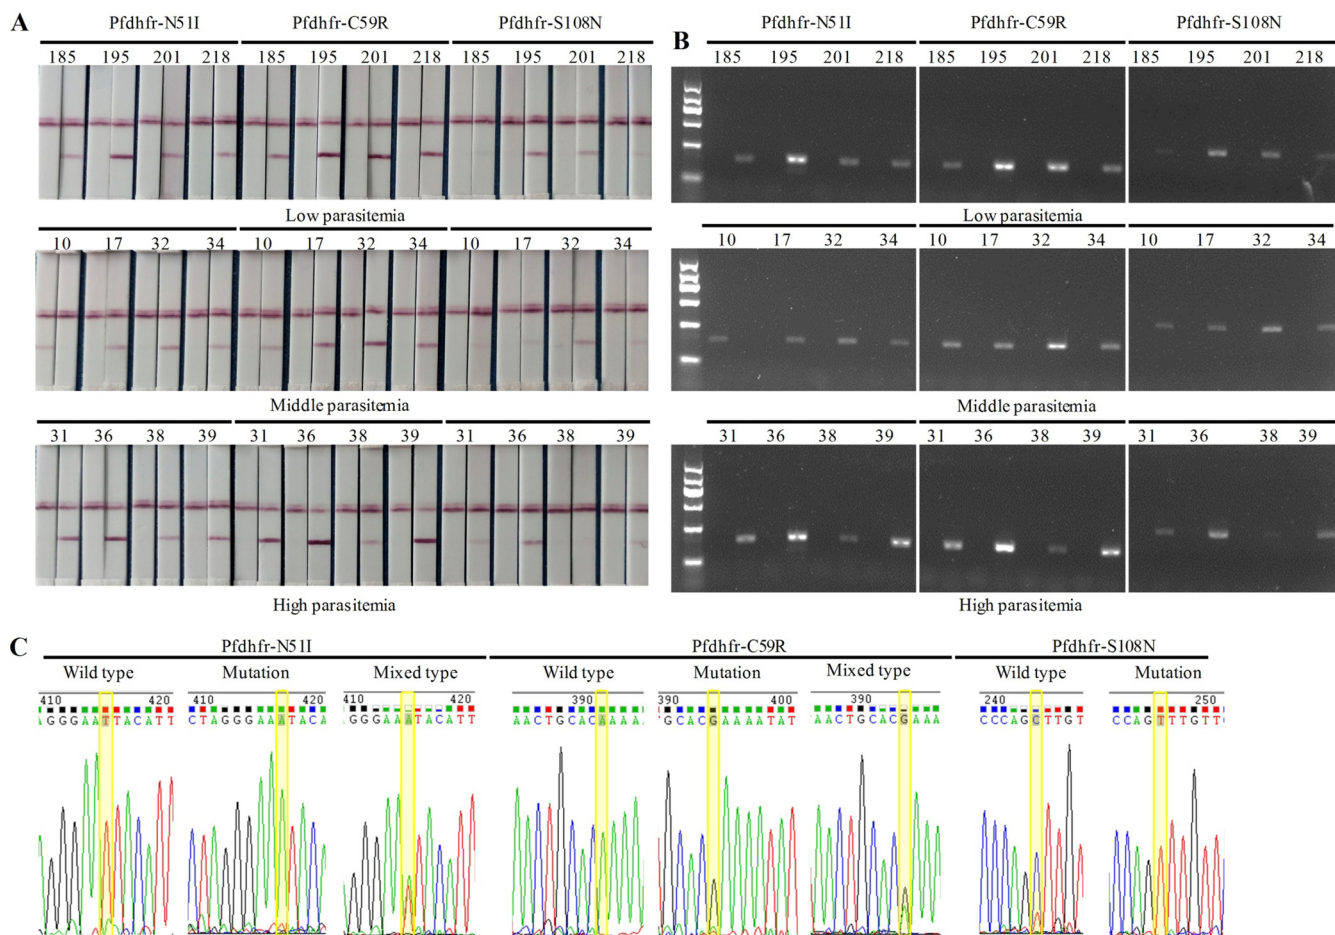 A
Pfdhfr-N51I Pfdhfr-C59R Pfdhfr-S108N
185 195 201 218 185 195 201 218 185 195 201 218
Low parasitemia
10 17 32 34 10 17 32 34 10 17 32 34
Middle parasitemia
31 36 38 39 31 36 38 39 31 36 38 39
High parasitemia
B
Pfdhfr-N51I Pfdhfr-C59R Pfdhfr-S108N
185 195 201 218 185 195 201 218 185 195 201 218
Low parasitemia
10 17 32 34 10 17 32 34 10 17 32 34
Middle parasitemia
31 36 38 39 31 36 38 39 31 36 38 39
High parasitemia
C
Pfdhfr-N51I Pfdhfr-C59R Pfdhfr-S108N
Wild type Mutation Mixed type Wild type Mutation Mixed type Wild type Mutation
410 420 410 420 410 420 390 390 400 390 240 250
AGGGAATTACATT CTAGGGAAATACA GGGAAATACATT AACTGCACAAAA GCACGAAAATAT AACTGCACGAAA CCCAGCTTGT CCAGTTTGTT